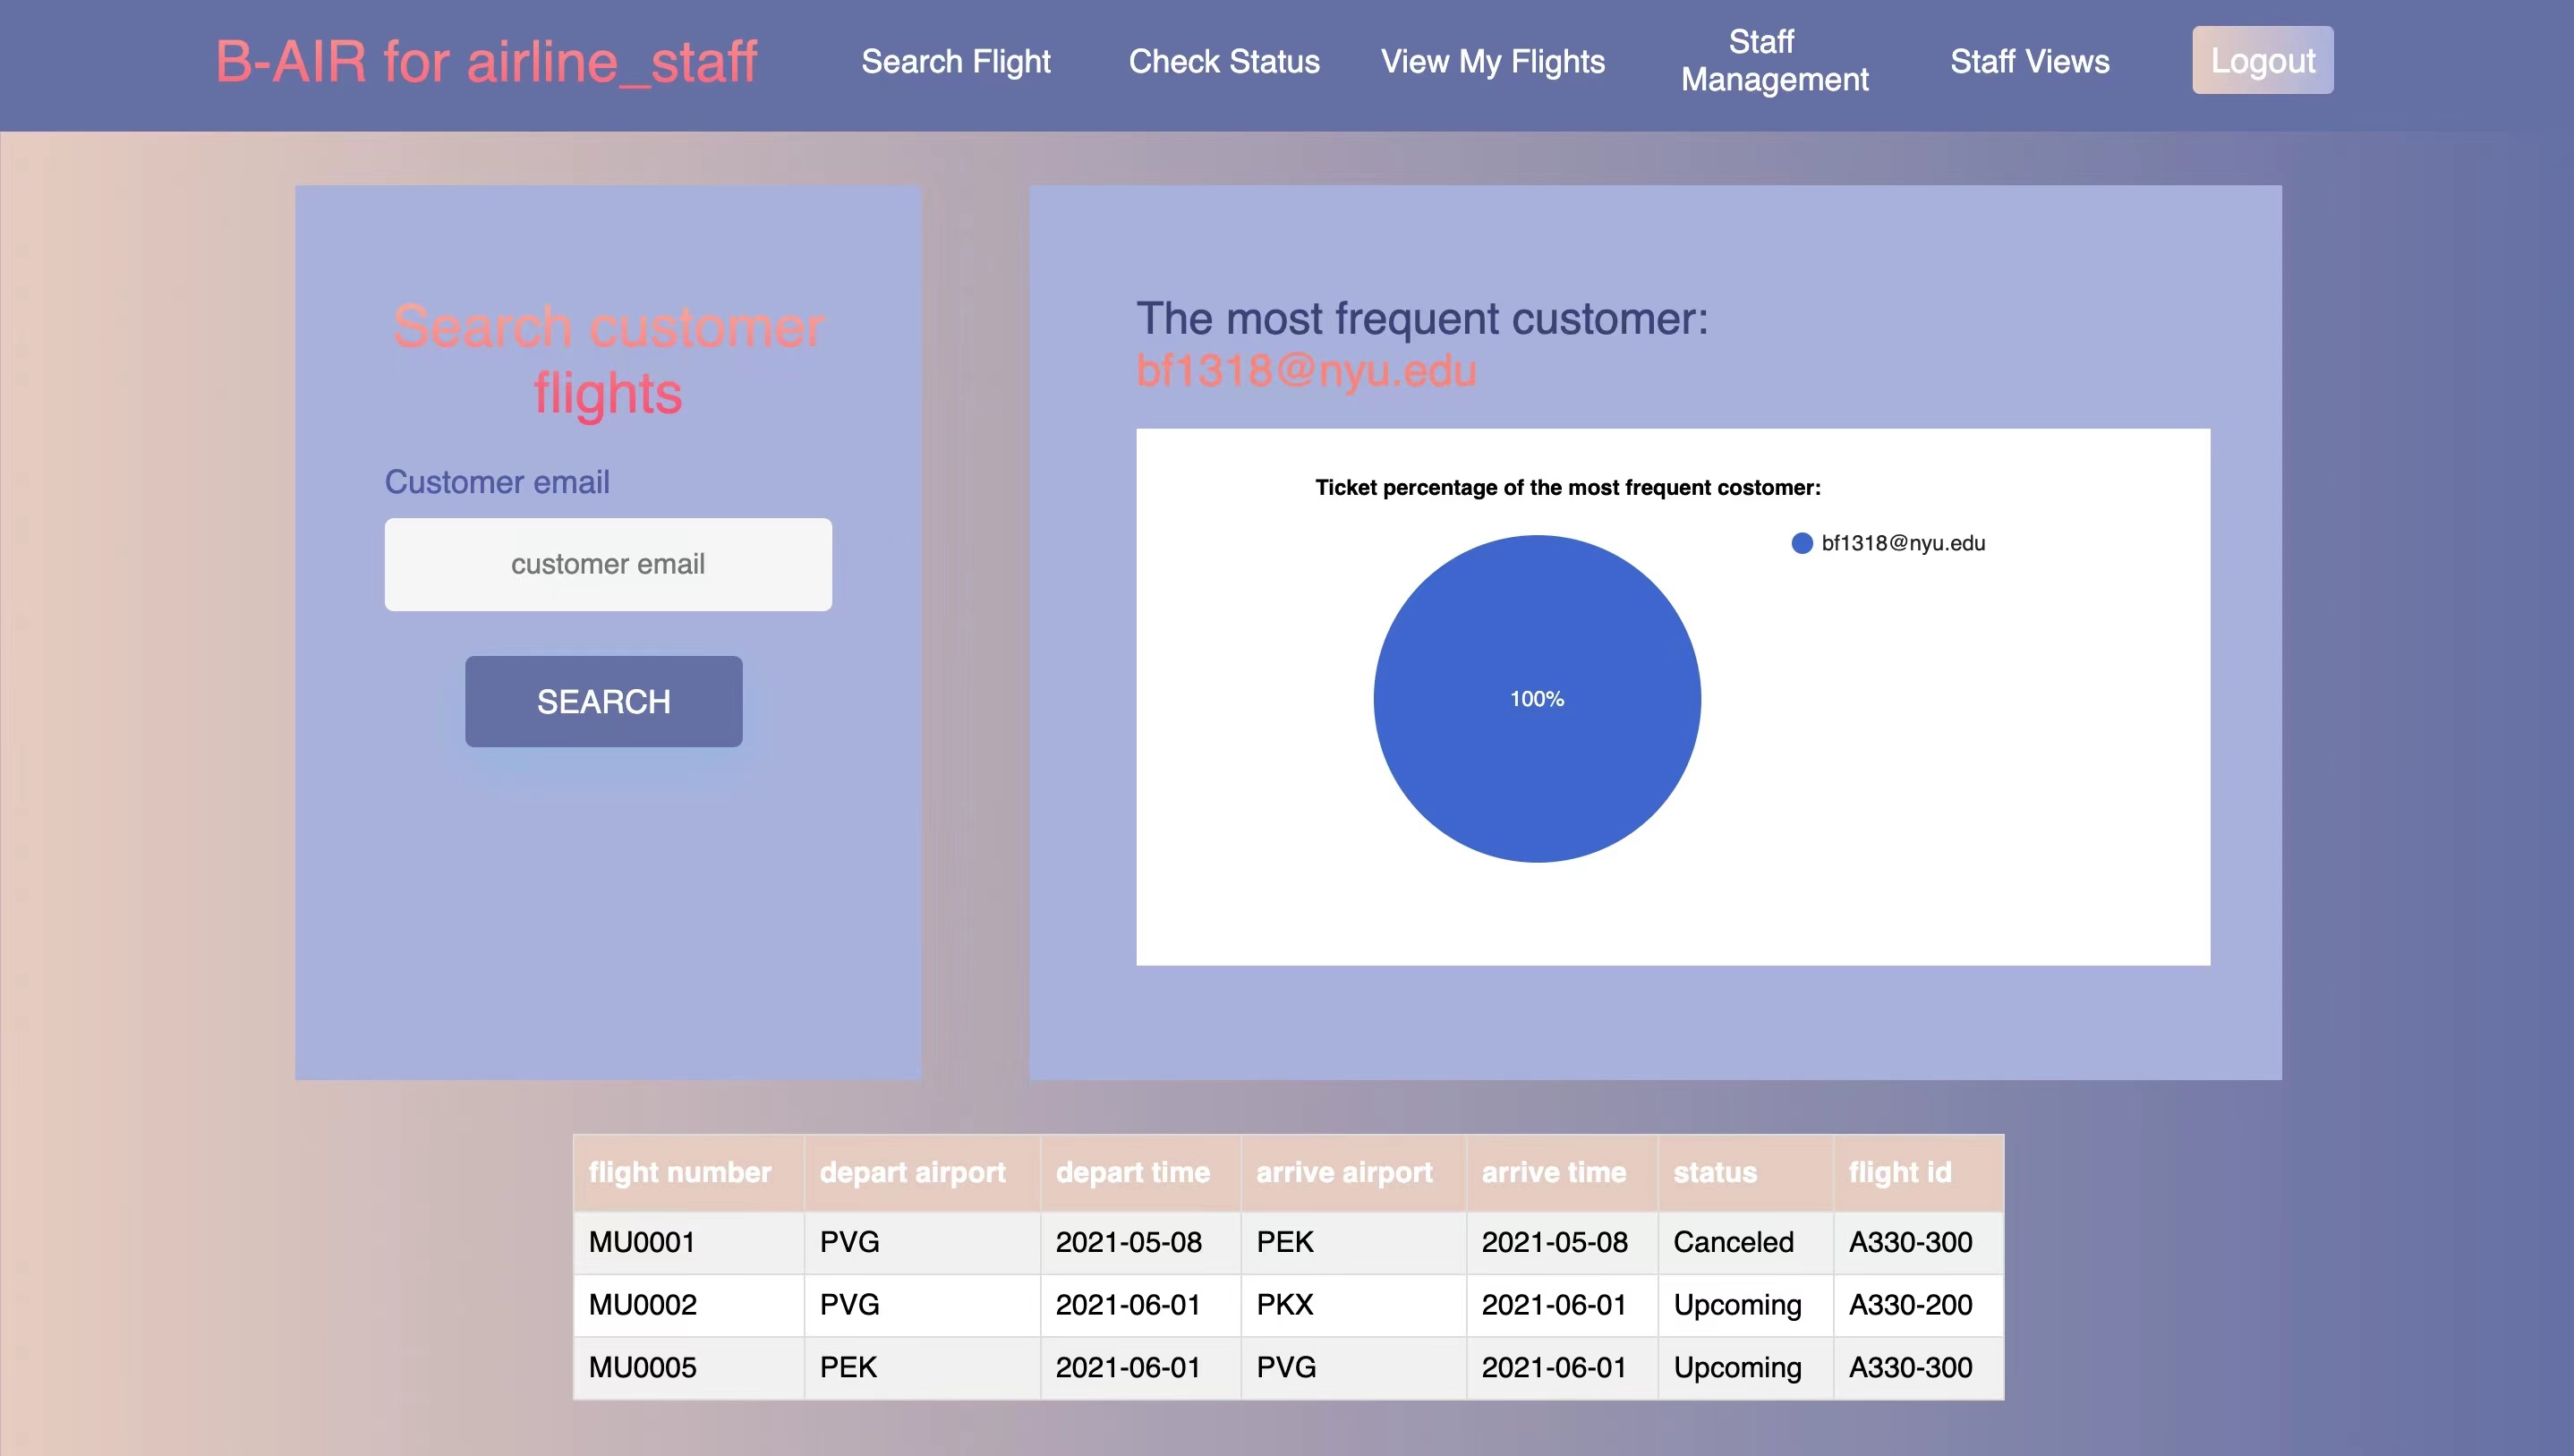 B-AIR for airline_staff
Search Flight
Check Status
View My Flights
Staff
Management
Staff Views
Logout
Search customer
flights
Customer email
customer email
SEARCH
The most frequent customer:
bf1318@nyu.edu
Ticket percentage of the most frequent costomer:
bf1318@nyu.edu
100%
flight number depart airport depart time arrive airport arrive time status flight id
MU0001 PVG 2021-05-08 PEK 2021-05-08 Canceled A330-300
MU0002 PVG 2021-06-01 PKX 2021-06-01 Upcoming A330-200
MU0005 PEK 2021-06-01 PVG 2021-06-01 Upcoming A330-300